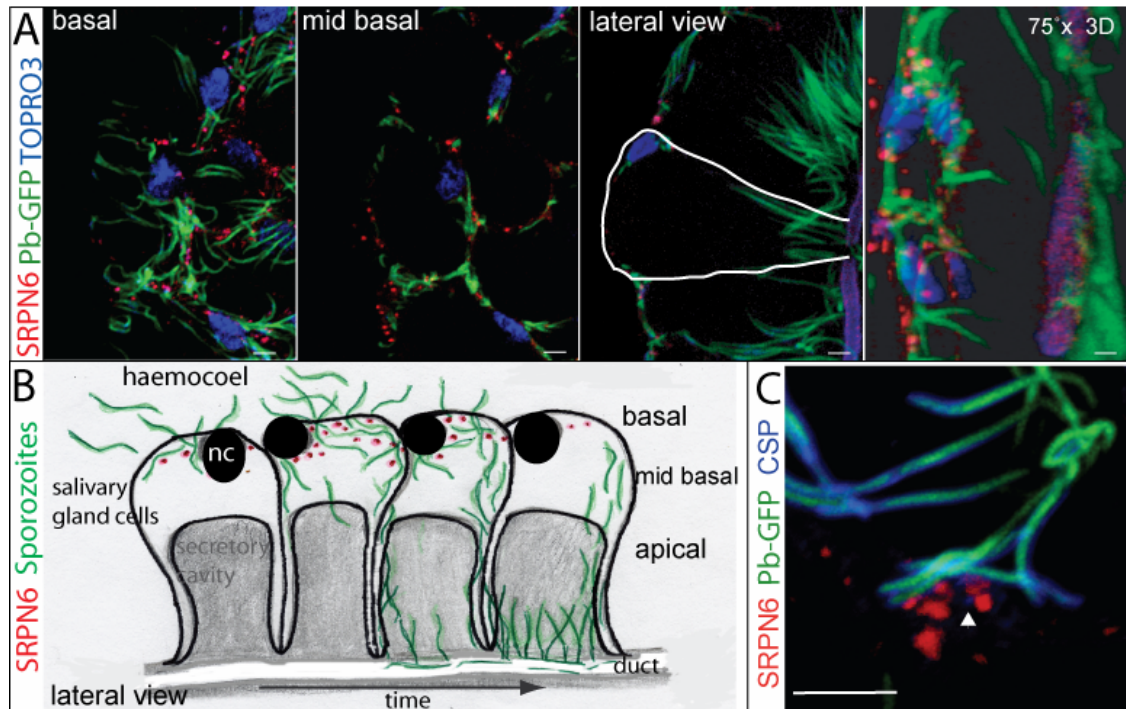 A
basal
mid basal
lateral view
75°x 3D
SRPN6 Pb-GFP TOPRO3
B
haemocoel
basal
nc
mid basal
salivary
gland cells
secretory
cavity
apical
duct
lateral view
time
SRPN6 Sporozoites
C
SRPN6 Pb-GFP CSP